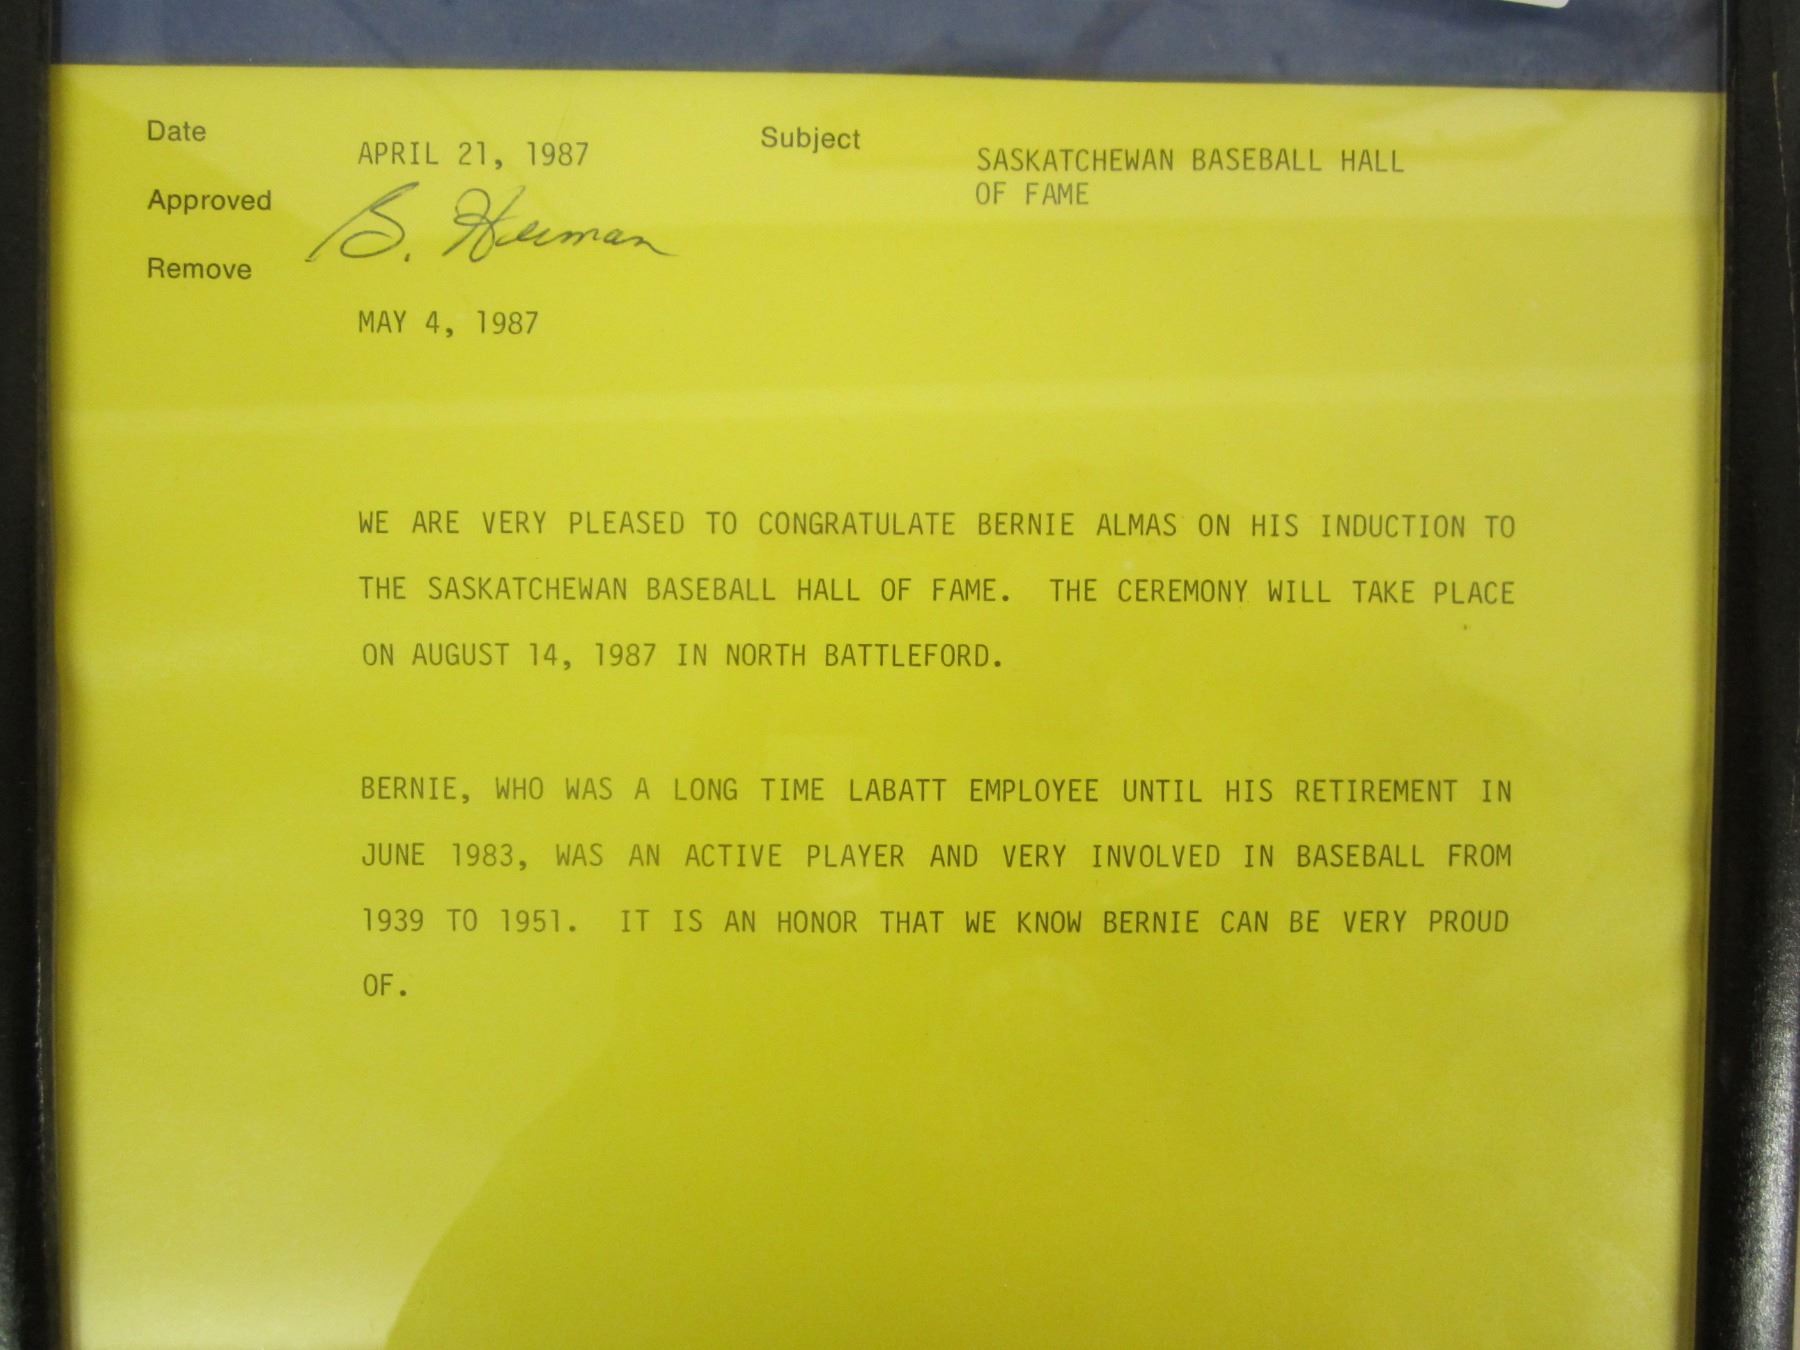 Date
APRIL 21, 1987
Subject
SASKATCHEWAN BASEBALL HALL
OF FAME
Approved
Remove
MAY 4, 1987
WE ARE VERY PLEASED TO CONGRATULATE BERNIE ALMAS ON HIS INDUCTION TO
THE SASKATCHEWAN BASEBALL HALL OF FAME. THE CEREMONY WILL TAKE PLACE
ON AUGUST 14, 1987 IN NORTH BATTLEFORD.
BERNIE, WHO WAS A LONG TIME LABATT EMPLOYEE UNTIL HIS RETIREMENT IN
JUNE 1983, WAS AN ACTIVE PLAYER AND VERY INVOLVED IN BASEBALL FROM
1939 TO 1951. IT IS AN HONOR THAT WE KNOW BERNIE CAN BE VERY PROUD
OF.